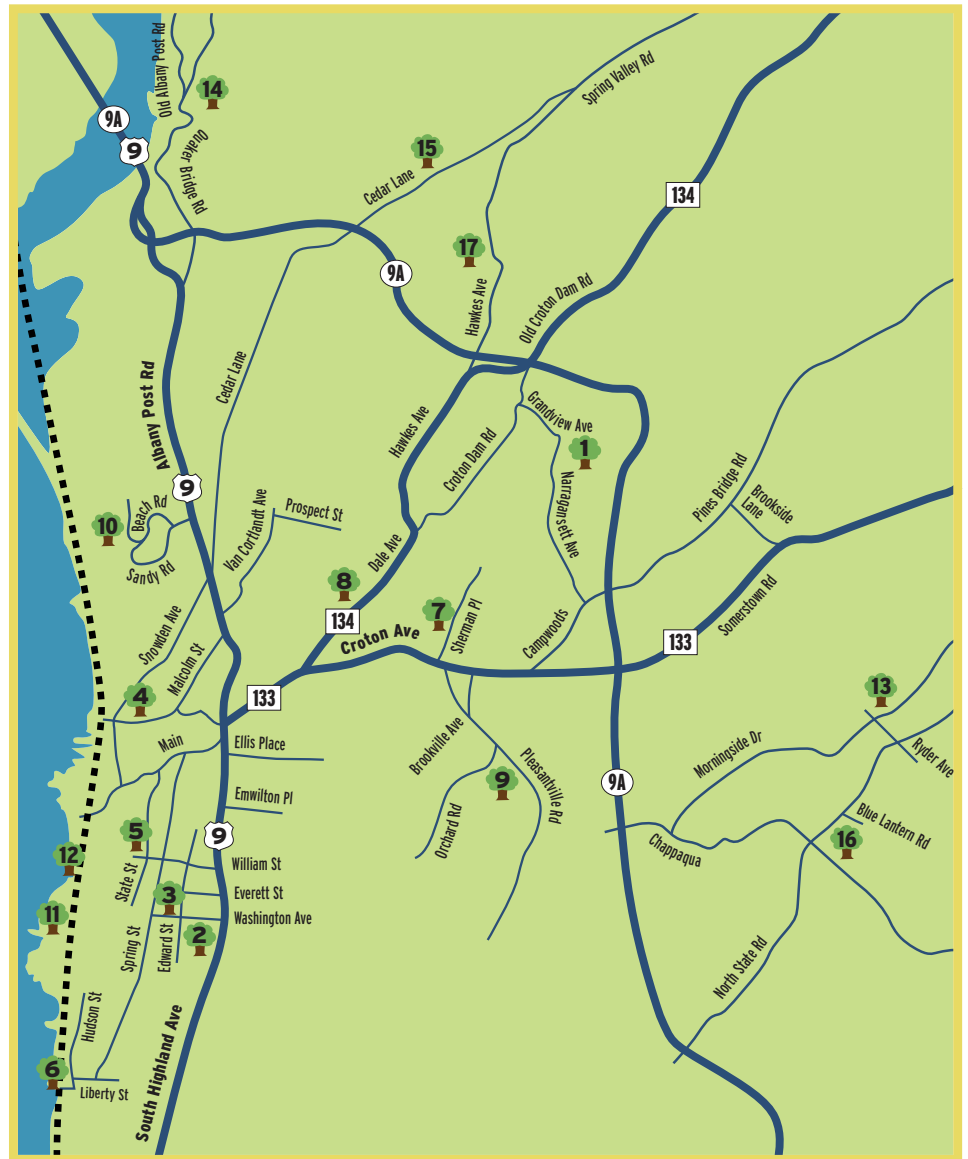 Old Albany Post Rd
14
Spring Valley Rd
9A
9
Quaker Bridge Rd
15
Cedar Lane
134
17
9A
Hawkes Ave
Old Croton Dam Rd
Cedar Lane
Albany Post Rd
Hawkes Ave
Grandview Ave
1
Croton Dam Rd
9
Van Cortlandt Ave
Prospect St
Narragansett Ave
Pines Bridge Rd
Brookside
Lane
10
Beach Rd
Sandy Rd
8
Dale Ave
134
7
Sherman Pl
Campwoods
Croton Ave
133
Somerstown Rd
Snowden Ave
Malcolm St
4
133
13
Main
Ellis Place
Brookville Ave
Pleasantville Rd
9
Orchard Rd
9A
Morningside Dr
Ryder Ave
Emwilton Pl
5
9
Chappaqua
Blue Lantern Rd
16
12
State St
William St
3
Everett St
11
Washington Ave
2
Spring St
Edward St
North State Rd
Hudson St
6
Liberty St
South Highland Ave